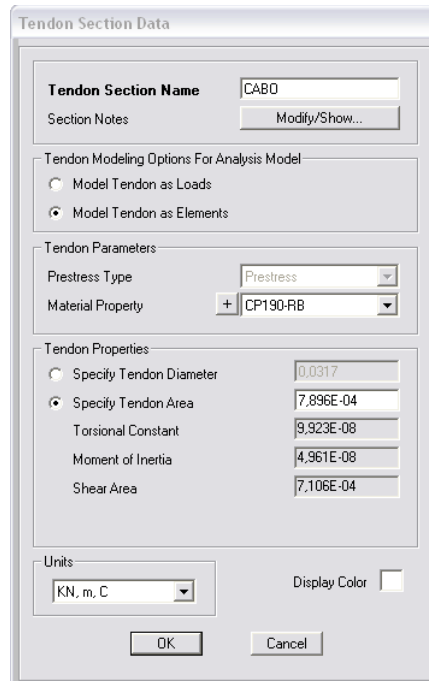 Tendon Section Data
Tendon Section Name CABO
Section Notes Modify/Show...
Tendon Modeling Options For Analysis Model
Model Tendon as Loads
Model Tendon as Elements
Tendon Parameters
Prestress Type Prestress
Material Property + CP190-RB
Tendon Properties
Specify Tendon Diameter 0,0317
Specify Tendon Area 7,896E-04
Torsional Constant 9,923E-08
Moment of Inertia 4,961E-08
Shear Area 7,106E-04
Units
KN, m, C Display Color
OK Cancel